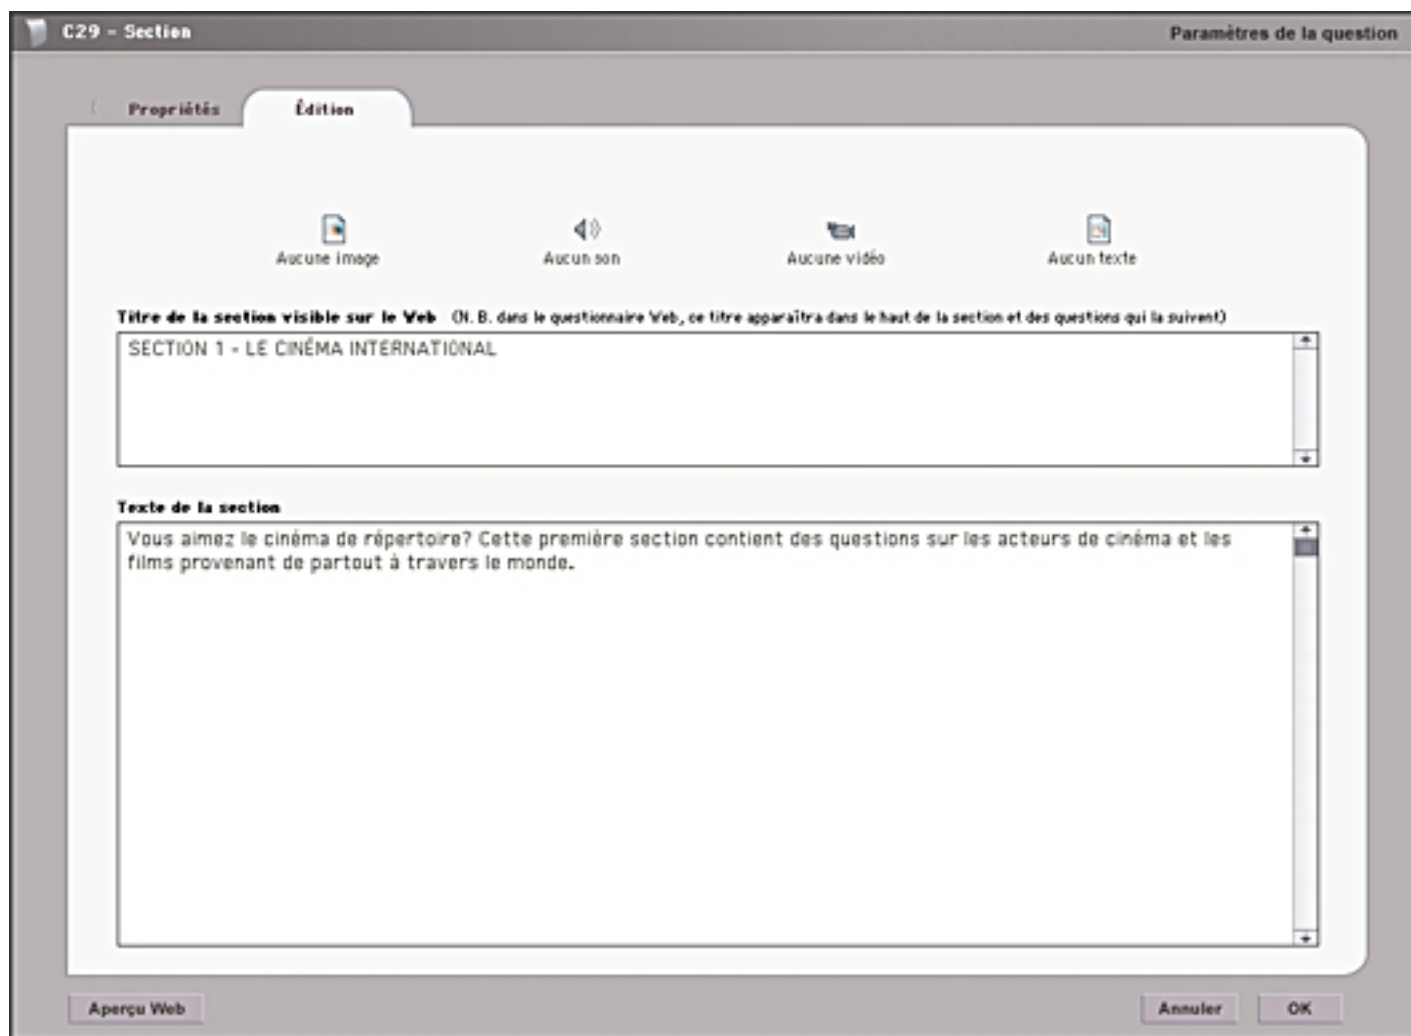 C29 - Section
Paramètres de la question
Propriétés
Édition
Aucune image
Aucun son
Aucune vidéo
Aucun texte
Titre de la section visible sur le Web (N. B. dans le questionnaire Web, ce titre apparaîtra dans le haut de la section et des questions qui la suivent)
SECTION 1 - LE CINÉMA INTERNATIONAL
Texte de la section
Vous aimez le cinéma de répertoire? Cette première section contient des questions sur les acteurs de cinéma et les
films provenant de partout à travers le monde.
Aperçu Web
Annuler
OK